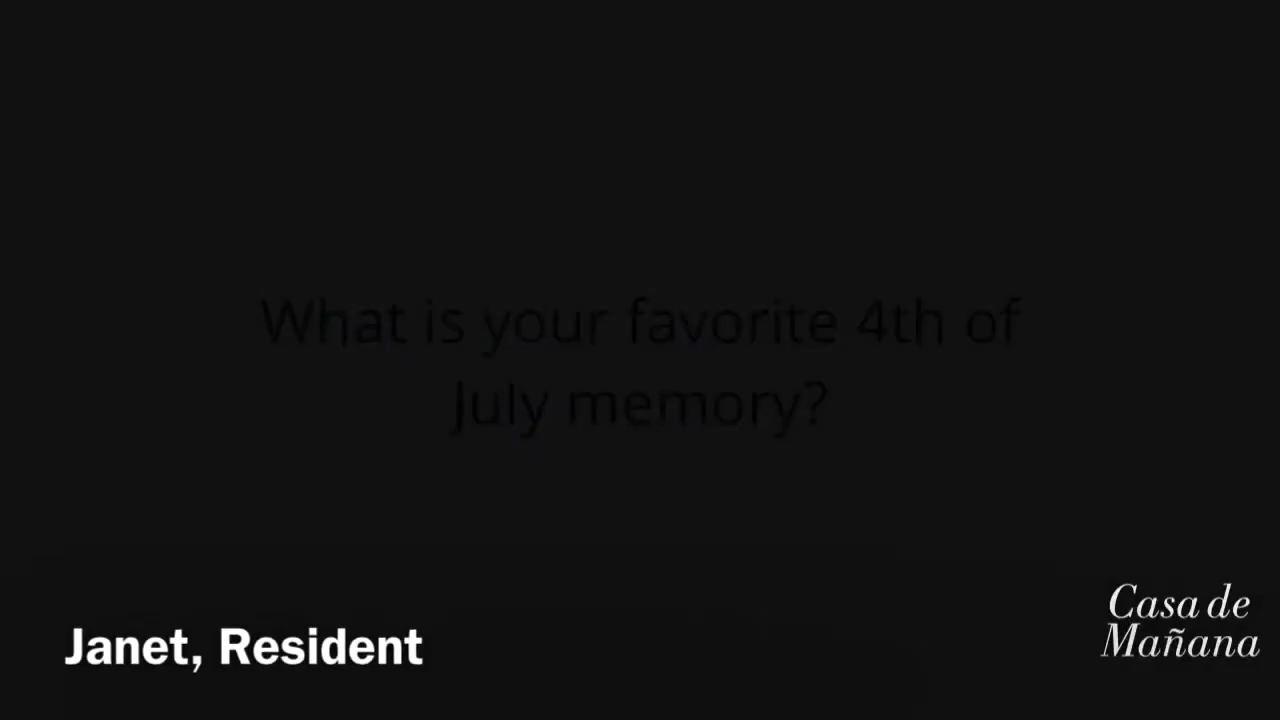 What is your favorite 4th of
July memory?
Janet, Resident
Casa de
Mañana